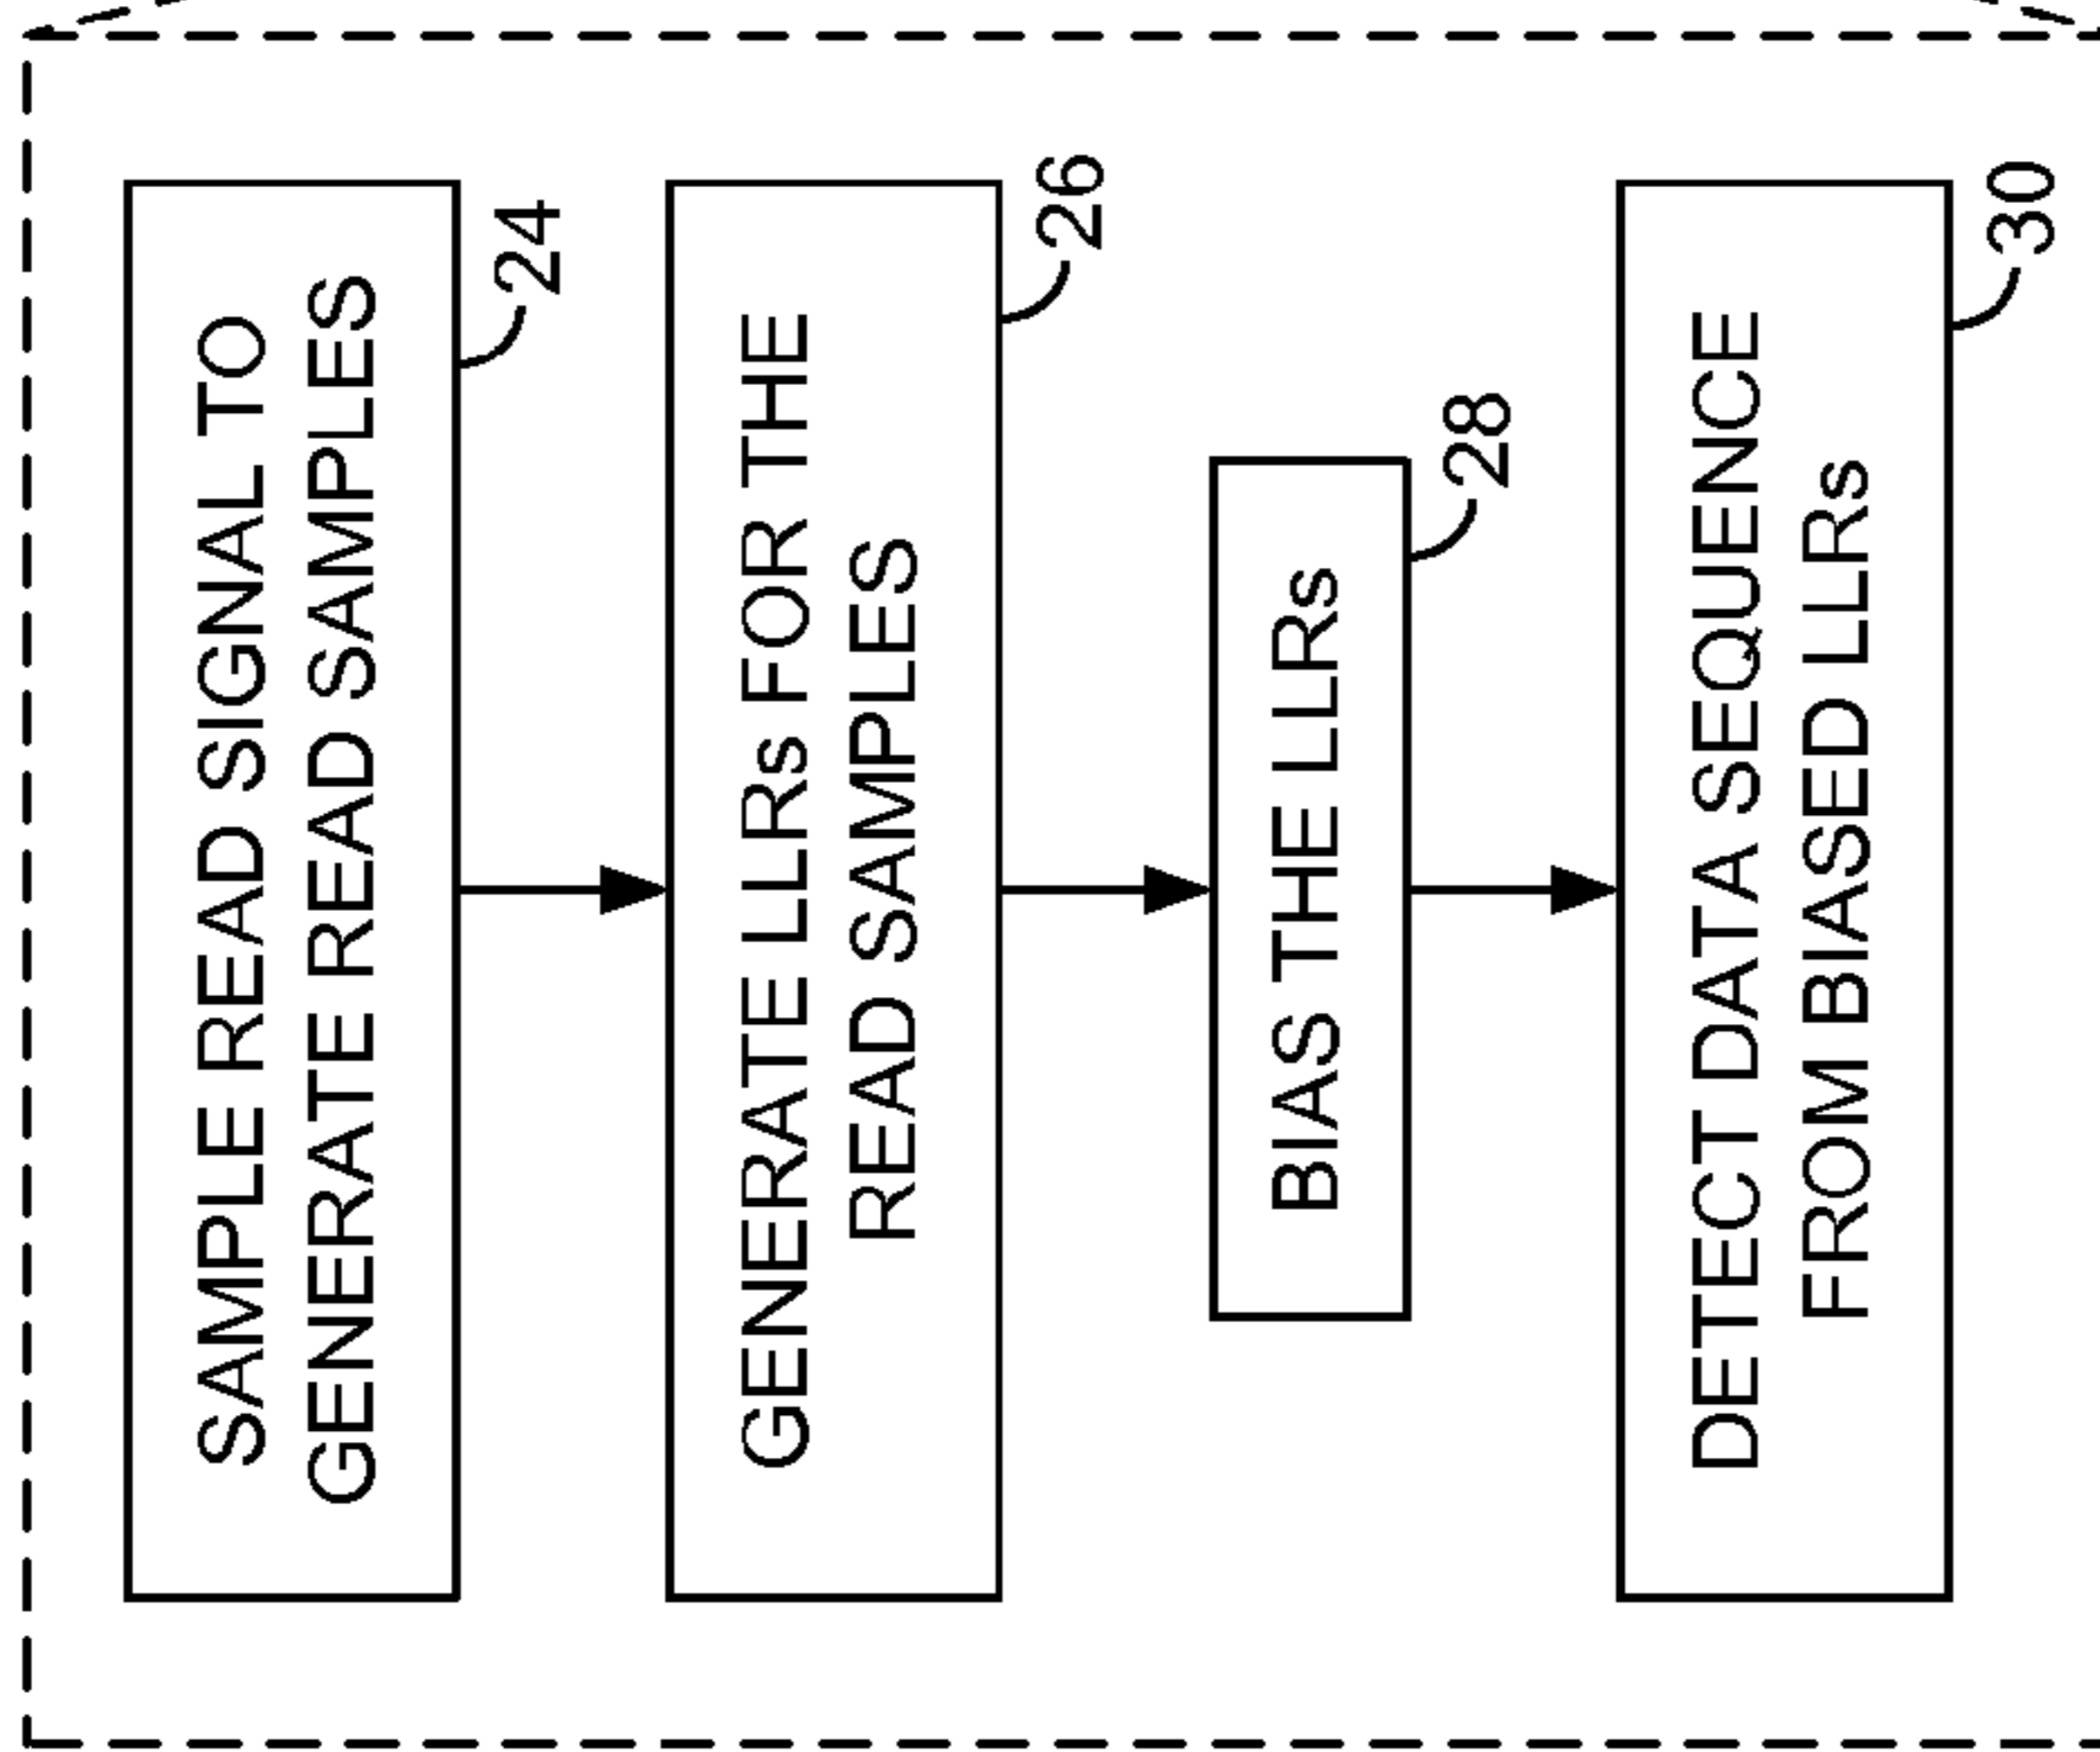 SAMPLE READ SIGNAL TO
GENERATE READ SAMPLES
24
GENERATE LLRs FOR THE
READ SAMPLES
26
BIAS THE LLRs
28
DETECT DATA SEQUENCE
FROM BIASED LLRs
30